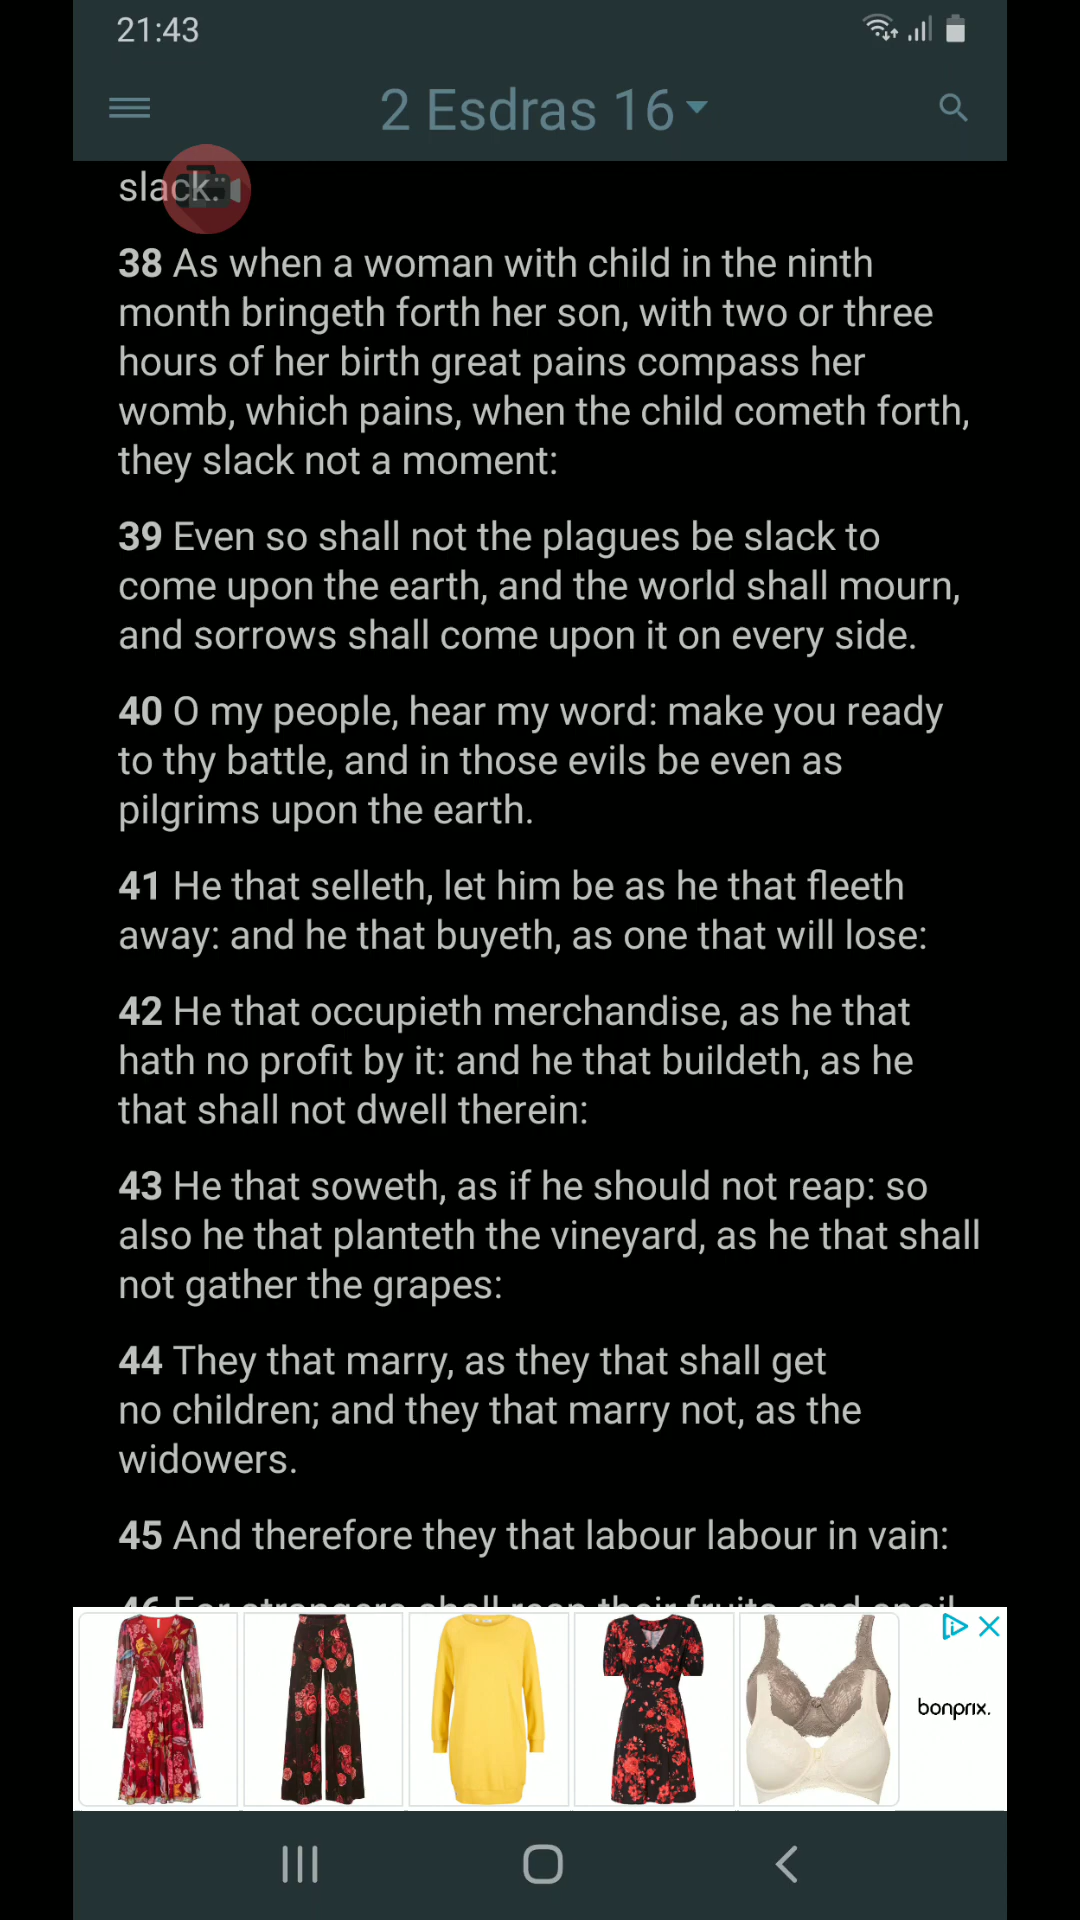 21:43
2 Esdras 16
slack.
38 As when a woman with child in the ninth
month bringeth forth her son, with two or three
hours of her birth great pains compass her
womb, which pains, when the child cometh forth,
they slack not a moment:
39 Even so shall not the plagues be slack to
come upon the earth, and the world shall mourn,
and sorrows shall come upon it on every side.
40 O my people, hear my word: make you ready
to thy battle, and in those evils be even as
pilgrims upon the earth.
41 He that selleth, let him be as he that fleeth
away: and he that buyeth, as one that will lose:
42 He that occupieth merchandise, as he that
hath no profit by it: and he that buildeth, as he
that shall not dwell therein:
43 He that soweth, as if he should not reap: so
also he that planteth the vineyard, as he that shall
not gather the grapes:
44 They that marry, as they that shall get
no children; and they that marry not, as the
widowers.
45 And therefore they that labour labour in vain:
46 For strangers shall reap their fruits, and spoil
bonprix.